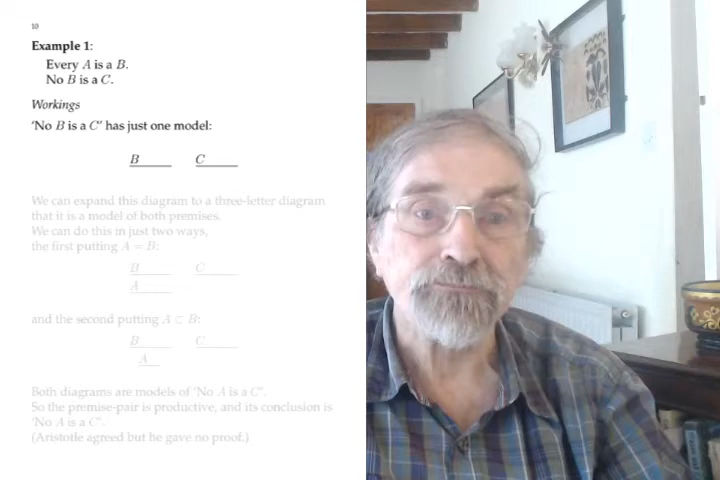 10
Example 1:
Every A is a B.
No B is a C.
Workings
'No B is a C' has just one model:
B C
We can expand this diagram to a three-letter diagram
that it is a model of both premises.
We can do this in just two ways,
the first putting A = B:
B C
A
and the second putting A ⊂ B:
B C
A
Both diagrams are models of 'No A is a C'.
So the premise-pair is productive, and its conclusion is
'No A is a C'.
(Aristotle agreed but he gave no proof.)